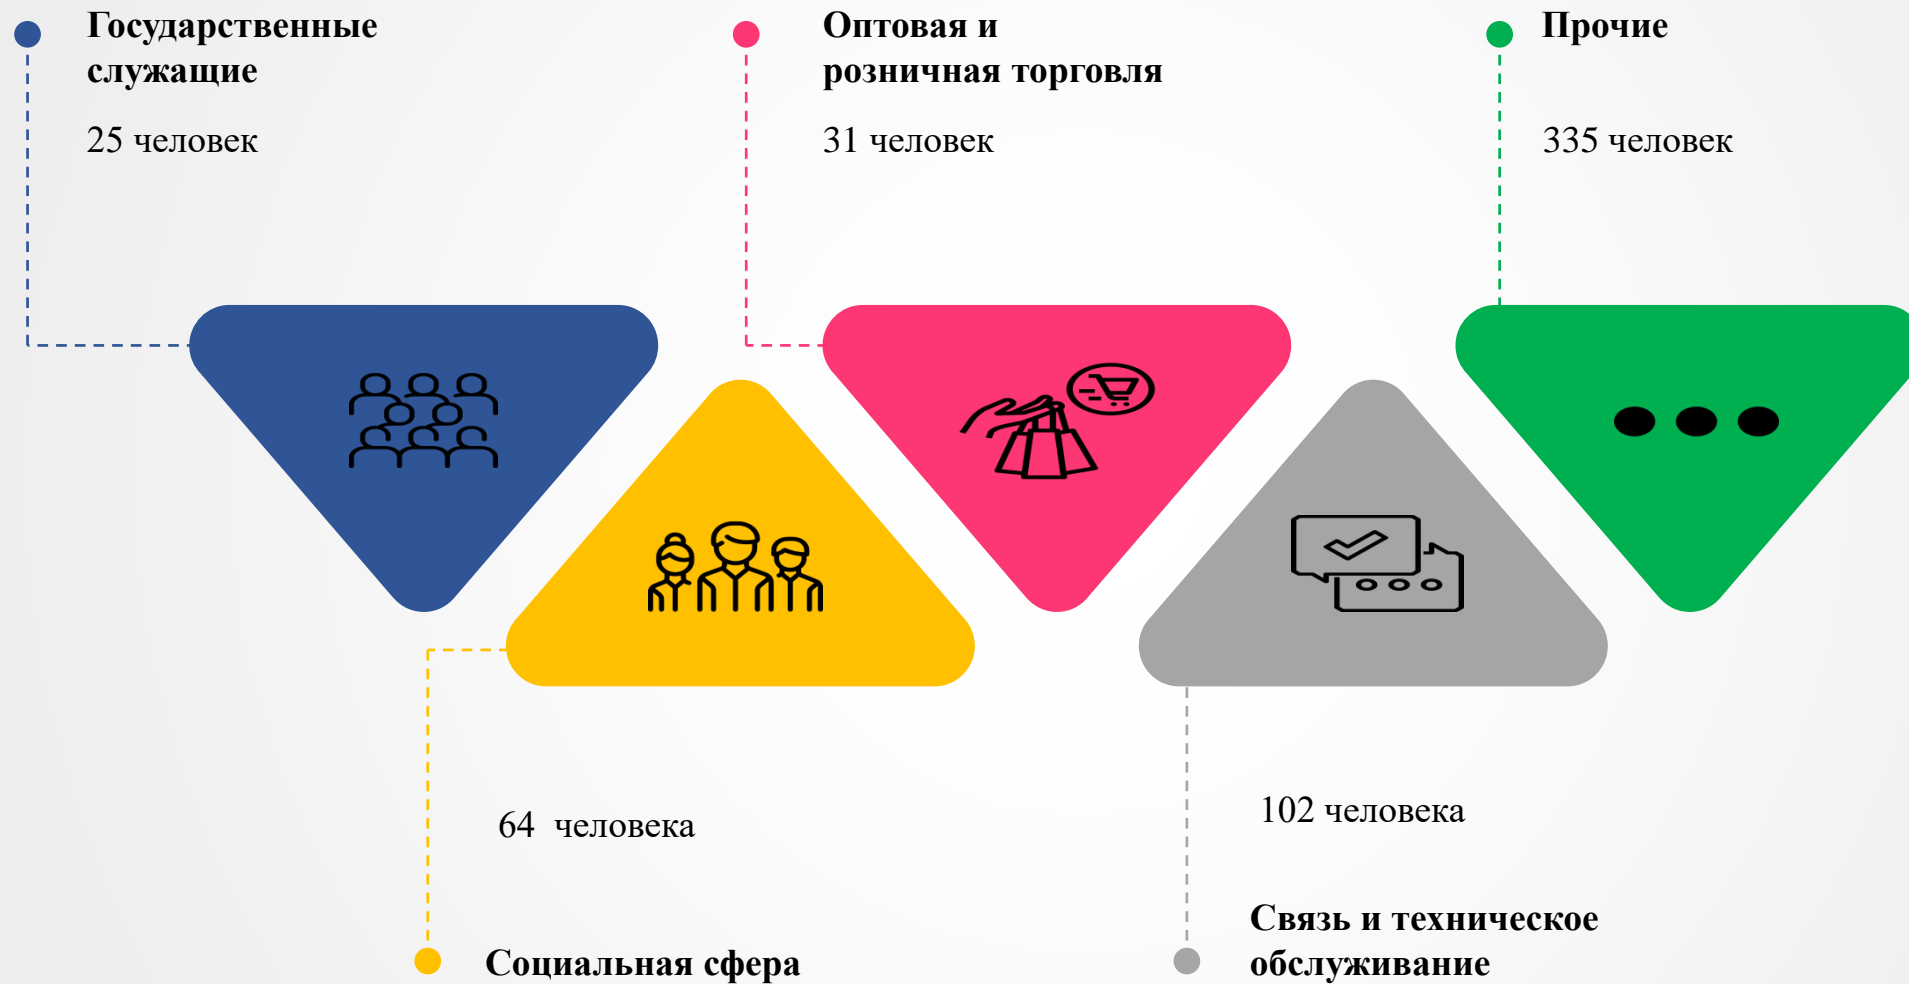 Государственные
служащие
25 человек
Оптовая и
розничная торговля
31 человек
Прочие
335 человек
64 человека
Социальная сфера
102 человека
Связь и техническое
обслуживание